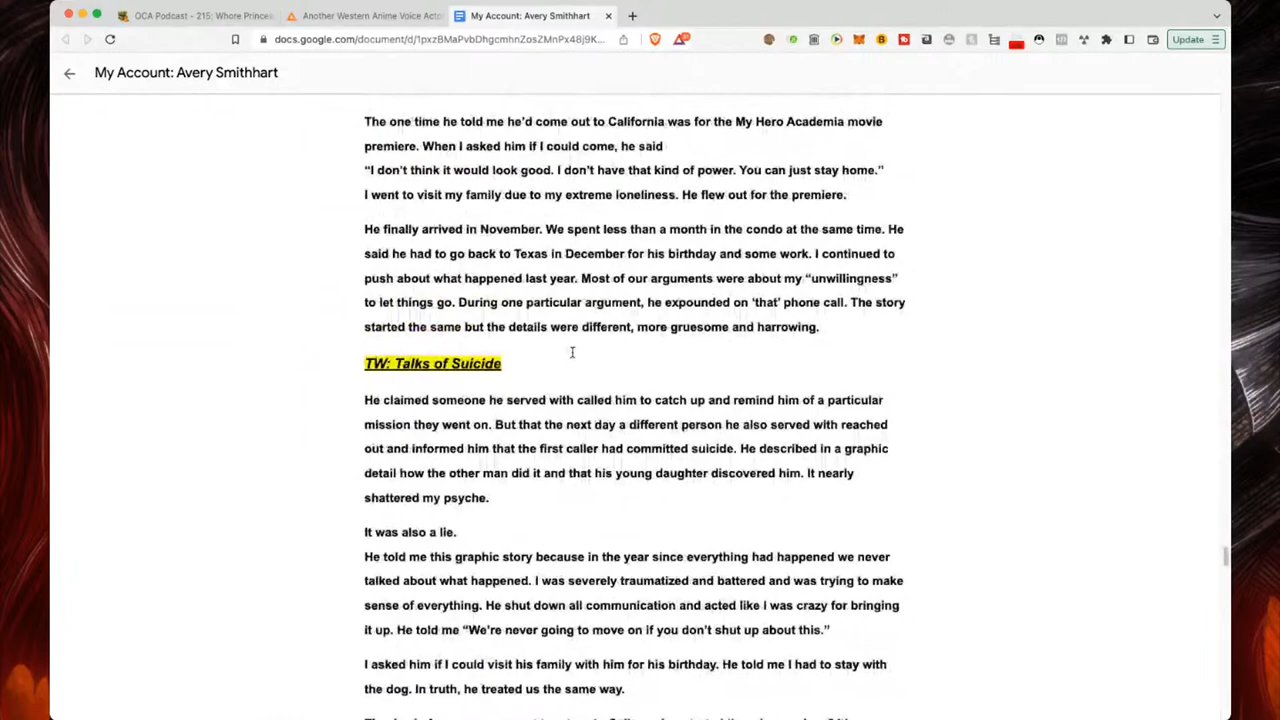 OCA Podcast - 215: Whore Princes
Another Western Anime Voice Acto
My Account: Avery Smithhart
docs.google.com/document/d/1pxzBMaPvbDhgcmhnZosZMnPx48j9K...
Update
My Account: Avery Smithhart
The one time he told me he'd come out to California was for the My Hero Academia movie
premiere. When I asked him if I could come, he said
“I don't think it would look good. I don't have that kind of power. You can just stay home.”
I went to visit my family due to my extreme loneliness. He flew out for the premiere.
He finally arrived in November. We spent less than a month in the condo at the same time. He
said he had to go back to Texas in December for his birthday and some work. I continued to
push about what happened last year. Most of our arguments were about my “unwillingness”
to let things go. During one particular argument, he expounded on ‘that’ phone call. The story
started the same but the details were different, more gruesome and harrowing.
TW: Talks of Suicide
He claimed someone he served with called him to catch up and remind him of a particular
mission they went on. But that the next day a different person he also served with reached
out and informed him that the first caller had committed suicide. He described in a graphic
detail how the other man did it and that his young daughter discovered him. It nearly
shattered my psyche.
It was also a lie.
He told me this graphic story because in the year since everything had happened we never
talked about what happened. I was severely traumatized and battered and was trying to make
sense of everything. He shut down all communication and acted like I was crazy for bringing
it up. He told me “We're never going to move on if you don't shut up about this.”
I asked him if I could visit his family with him for his birthday. He told me I had to stay with
the dog. In truth, he treated us the same way.